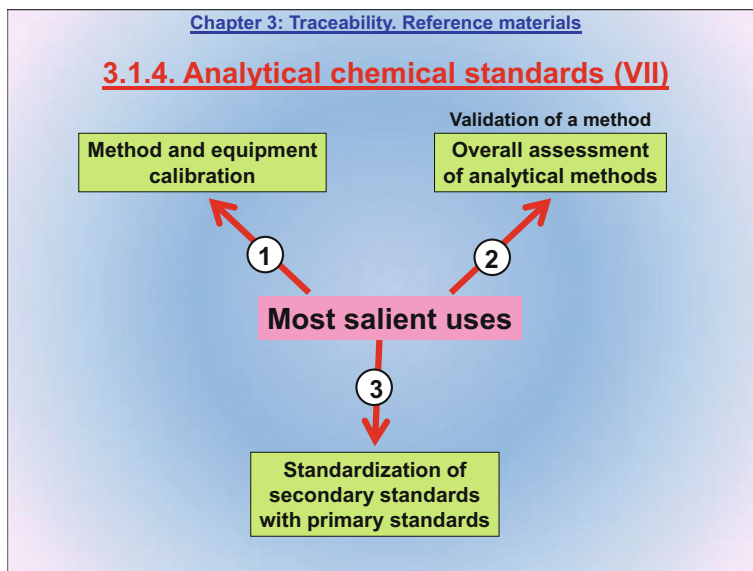 Chapter 3: Traceability. Reference materials
3.1.4. Analytical chemical standards (VII)
Method and equipment
calibration
Validation of a method
Overall assessment
of analytical methods
1
2
Most salient uses
3
Standardization of
secondary standards
with primary standards